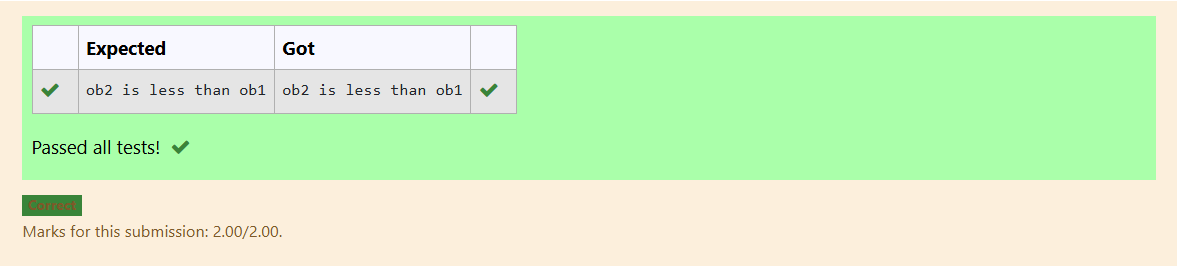 Expected Got
ob2 is less than ob1 ob2 is less than ob1
Passed all tests!
Correct
Marks for this submission: 2.00/2.00.